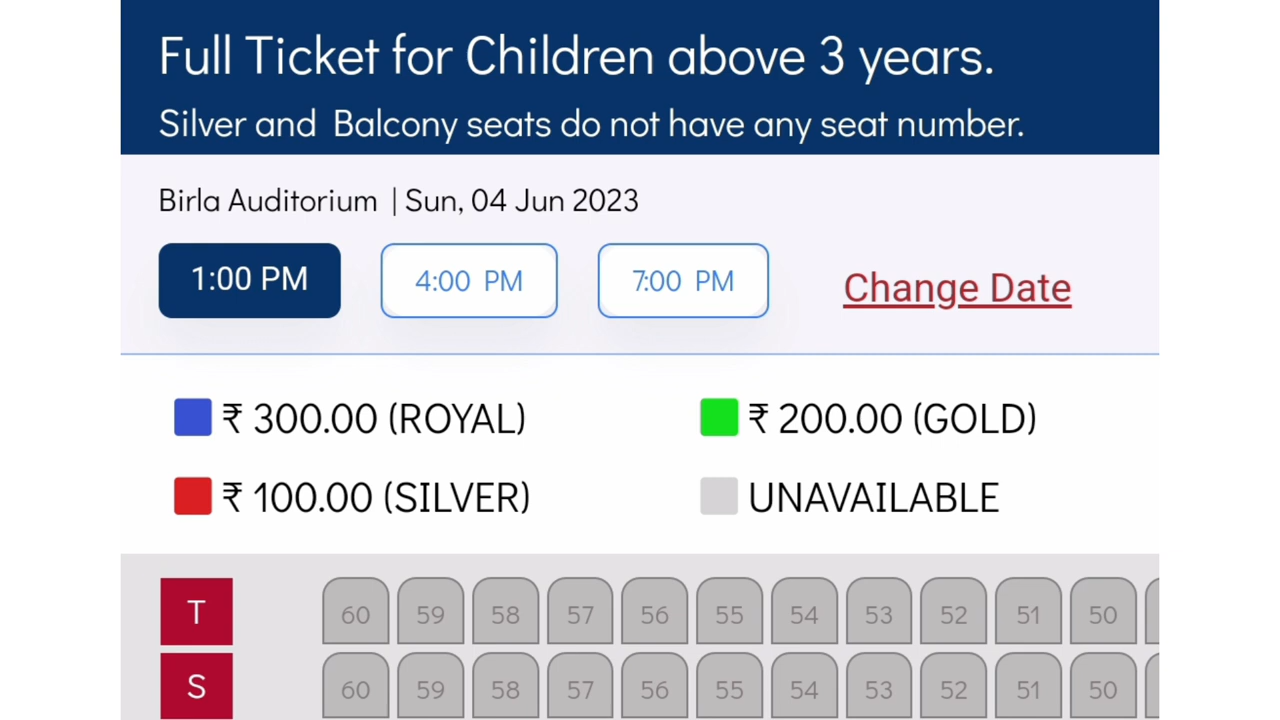 Full Ticket for Children above 3 years.
Silver and Balcony seats do not have any seat number.
Birla Auditorium | Sun, 04 Jun 2023
1:00 PM 4:00 PM 7:00 PM Change Date
₹ 300.00 (ROYAL) ₹ 200.00 (GOLD)
₹ 100.00 (SILVER) UNAVAILABLE
T 60 59 58 57 56 55 54 53 52 51 50
S 60 59 58 57 56 55 54 53 52 51 50